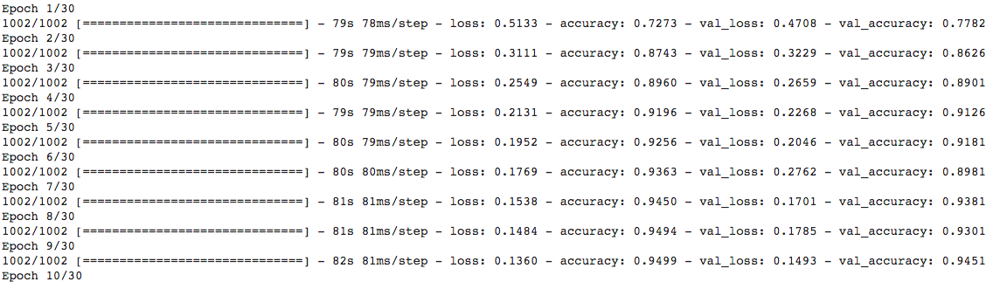 Epoch 1/30
1002/1002 [==============================] - 79s 78ms/step - loss: 0.5133 - accuracy: 0.7273 - val_loss: 0.4708 - val_accuracy: 0.7782
Epoch 2/30
1002/1002 [==============================] - 79s 79ms/step - loss: 0.3111 - accuracy: 0.8743 - val_loss: 0.3229 - val_accuracy: 0.8626
Epoch 3/30
1002/1002 [==============================] - 80s 79ms/step - loss: 0.2549 - accuracy: 0.8960 - val_loss: 0.2659 - val_accuracy: 0.8901
Epoch 4/30
1002/1002 [==============================] - 79s 79ms/step - loss: 0.2131 - accuracy: 0.9196 - val_loss: 0.2268 - val_accuracy: 0.9126
Epoch 5/30
1002/1002 [==============================] - 80s 79ms/step - loss: 0.1952 - accuracy: 0.9256 - val_loss: 0.2046 - val_accuracy: 0.9181
Epoch 6/30
1002/1002 [==============================] - 80s 80ms/step - loss: 0.1769 - accuracy: 0.9363 - val_loss: 0.2762 - val_accuracy: 0.8981
Epoch 7/30
1002/1002 [==============================] - 81s 81ms/step - loss: 0.1538 - accuracy: 0.9450 - val_loss: 0.1701 - val_accuracy: 0.9381
Epoch 8/30
1002/1002 [==============================] - 81s 81ms/step - loss: 0.1484 - accuracy: 0.9494 - val_loss: 0.1785 - val_accuracy: 0.9301
Epoch 9/30
1002/1002 [==============================] - 82s 81ms/step - loss: 0.1360 - accuracy: 0.9499 - val_loss: 0.1493 - val_accuracy: 0.9451
Epoch 10/30